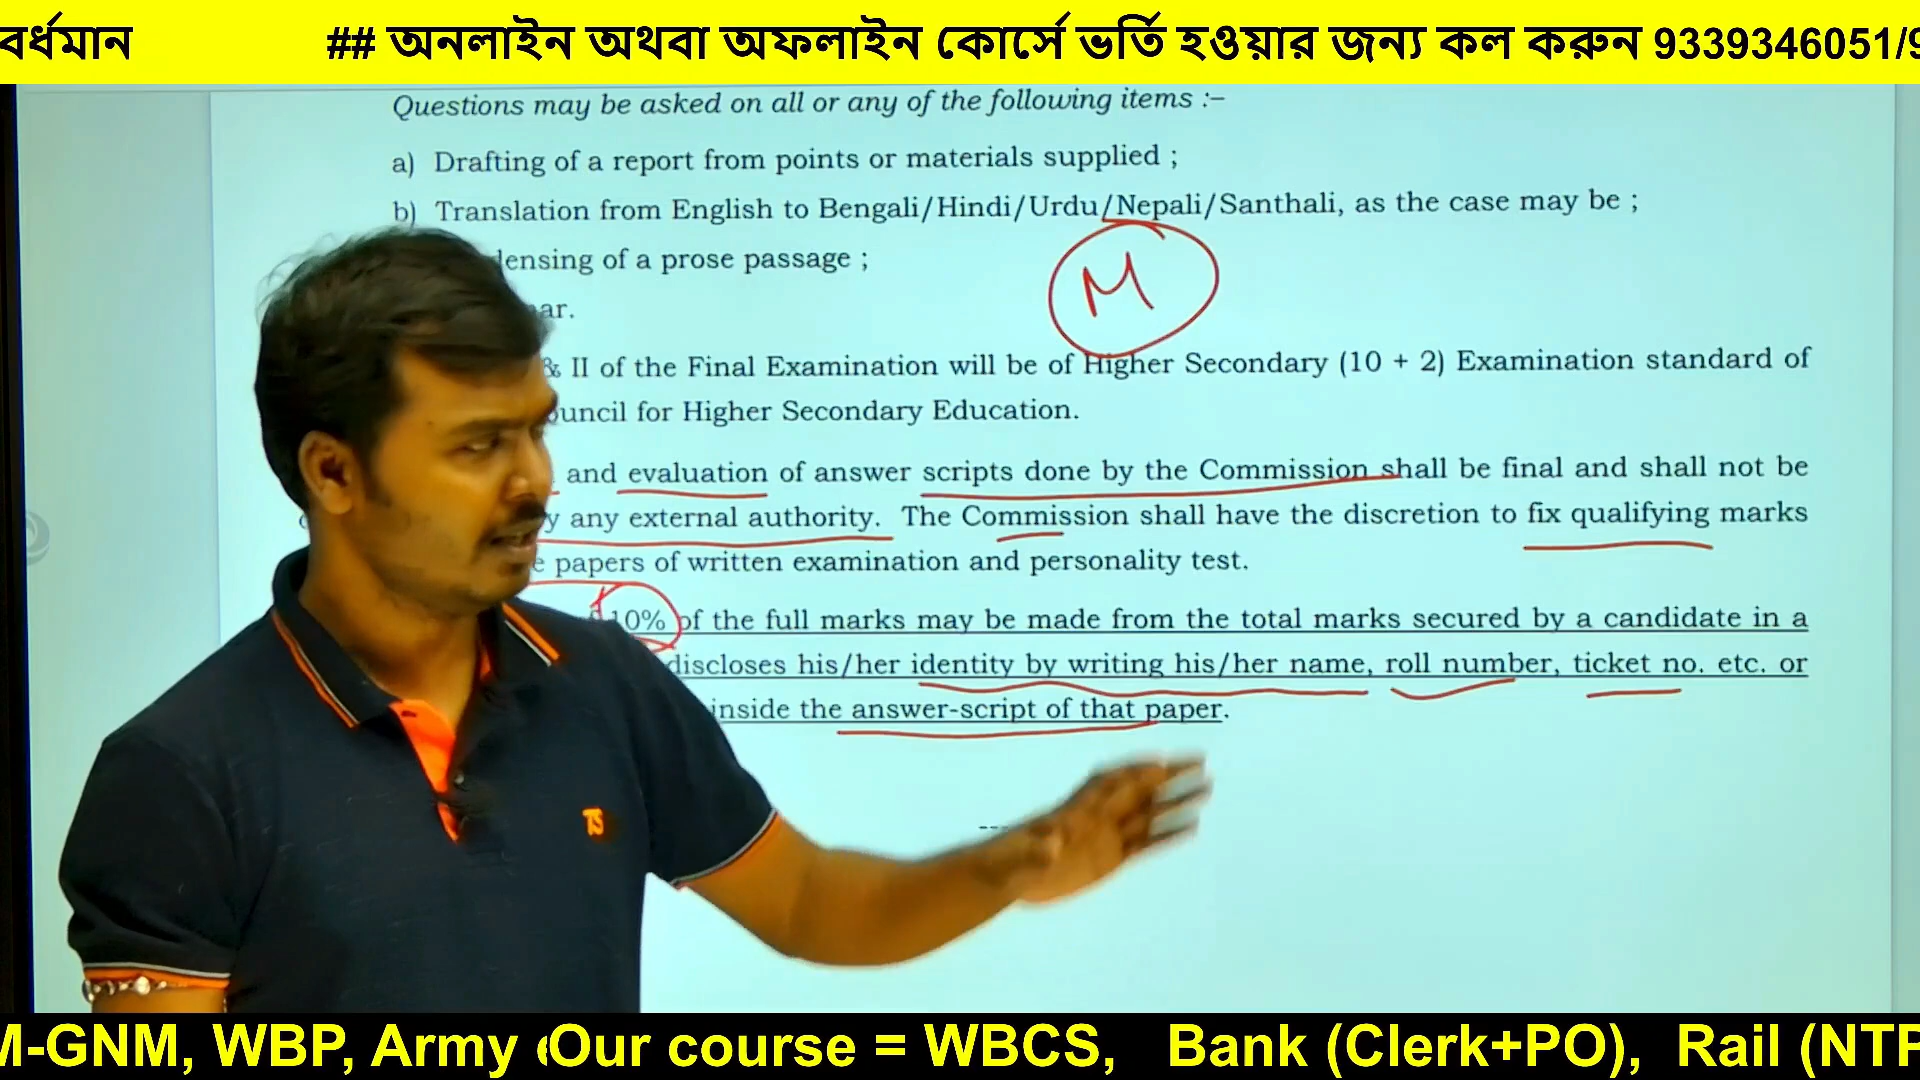 বর্ধমান ## অনলাইন অথবা অফলাইন কোর্সে ভর্তি হওয়ার জন্য কল করুন 9339346051/9
Questions may be asked on all or any of the following items :–
a) Drafting of a report from points or materials supplied ;
b) Translation from English to Bengali/Hindi/Urdu/Nepali/Santhali, as the case may be ;
densing of a prose passage ;
M
ar.
& II of the Final Examination will be of Higher Secondary (10 + 2) Examination standard of
ouncil for Higher Secondary Education.
and evaluation of answer scripts done by the Commission shall be final and shall not be
y any external authority. The Commission shall have the discretion to fix qualifying marks
e papers of written examination and personality test.
10% of the full marks may be made from the total marks secured by a candidate in a
discloses his/her identity by writing his/her name, roll number, ticket no. etc. or
inside the answer-script of that paper.
TS
M-GNM, WBP, Army Our course = WBCS, Bank (Clerk+PO), Rail (NTP